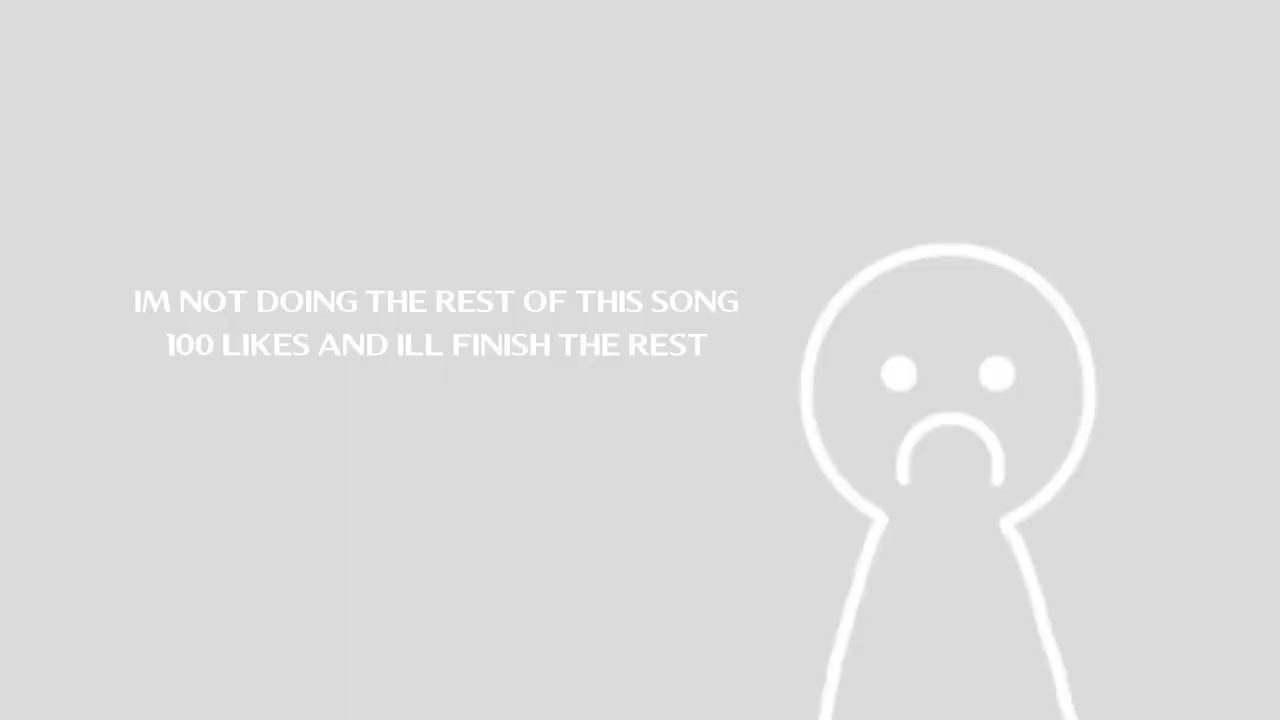 IM NOT DOING THE REST OF THIS SONG
100 LIKES AND ILL FINISH THE REST